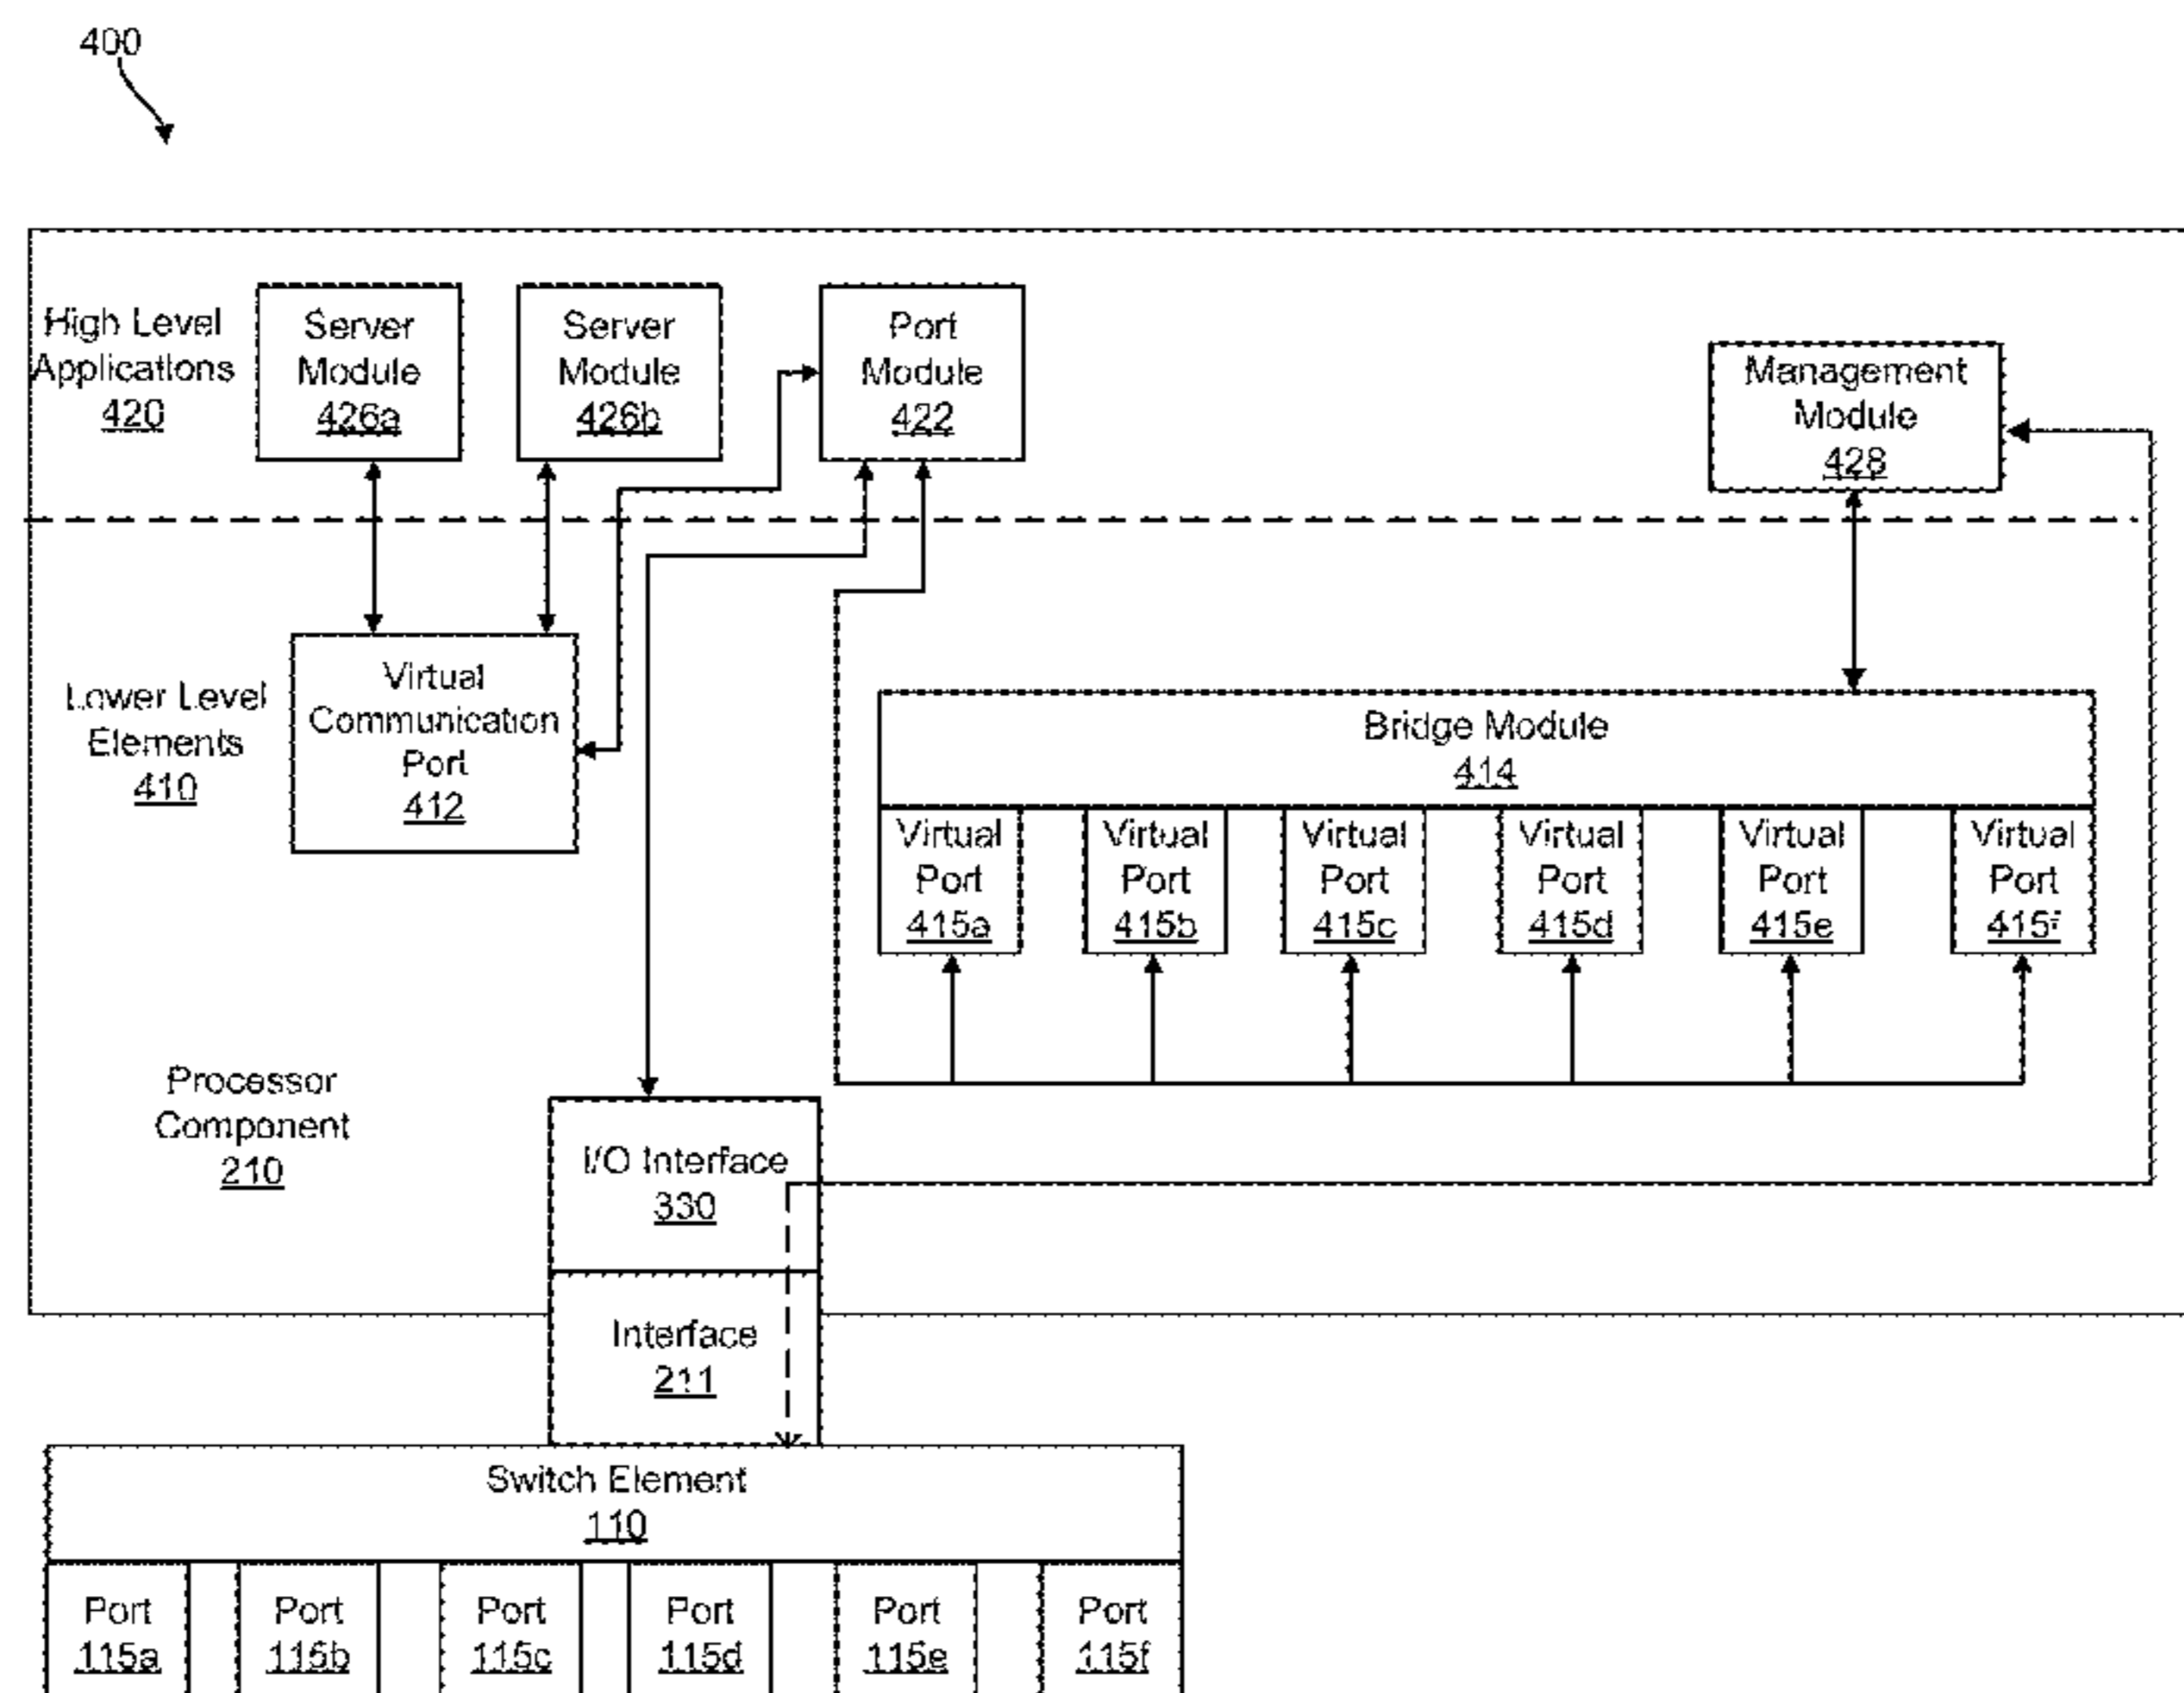 400
High Level
Applications
420
Server
Module
426a
Server
Module
426b
Port
Module
422
Management
Module
428
Lower Level
Elements
410
Virtual
Communication
Port
412
Bridge Module
414
Virtual
Port
415a
Virtual
Port
415b
Virtual
Port
415c
Virtual
Port
415d
Virtual
Port
415e
Virtual
Port
415f
Processor
Component
210
I/O Interface
330
Interface
211
Switch Element
110
Port
115a
Port
115b
Port
115c
Port
115d
Port
115e
Port
115f